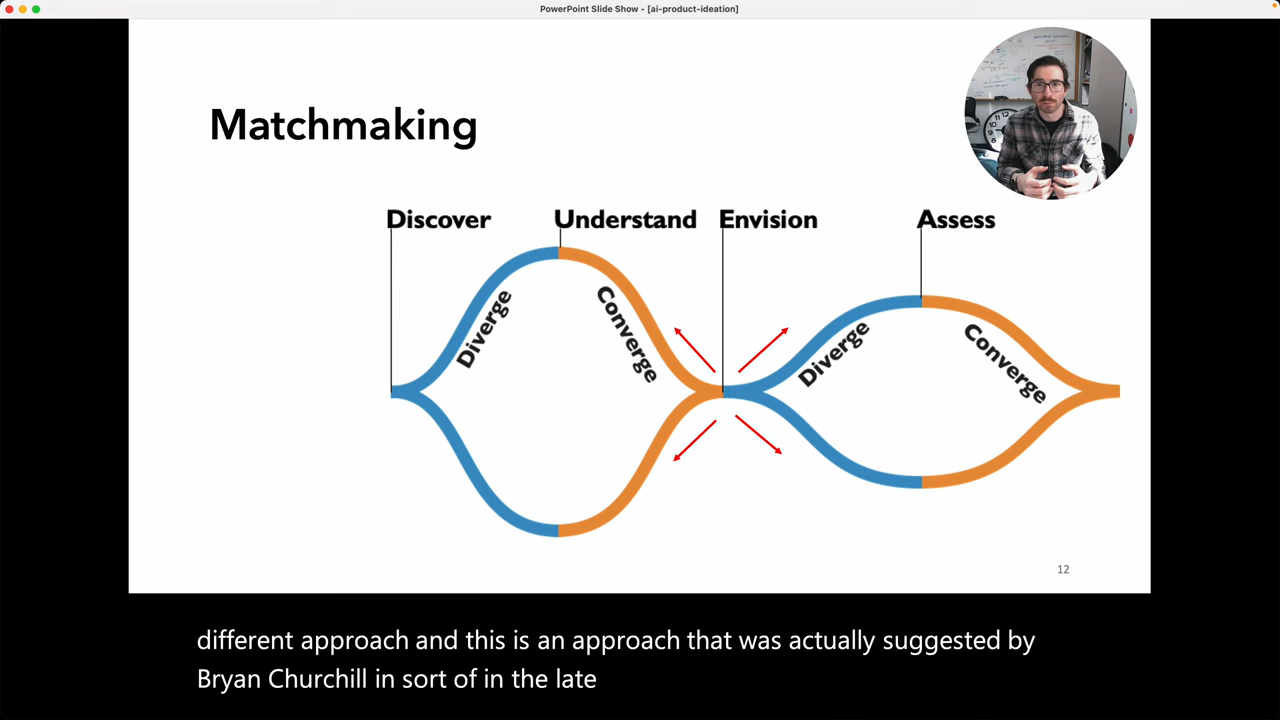 PowerPoint Slide Show - [ai-product-ideation]
Matchmaking
Discover
Understand
Envision
Assess
Diverge
Converge
Diverge
Converge
12
different approach and this is an approach that was actually suggested by
Bryan Churchill in sort of in the late